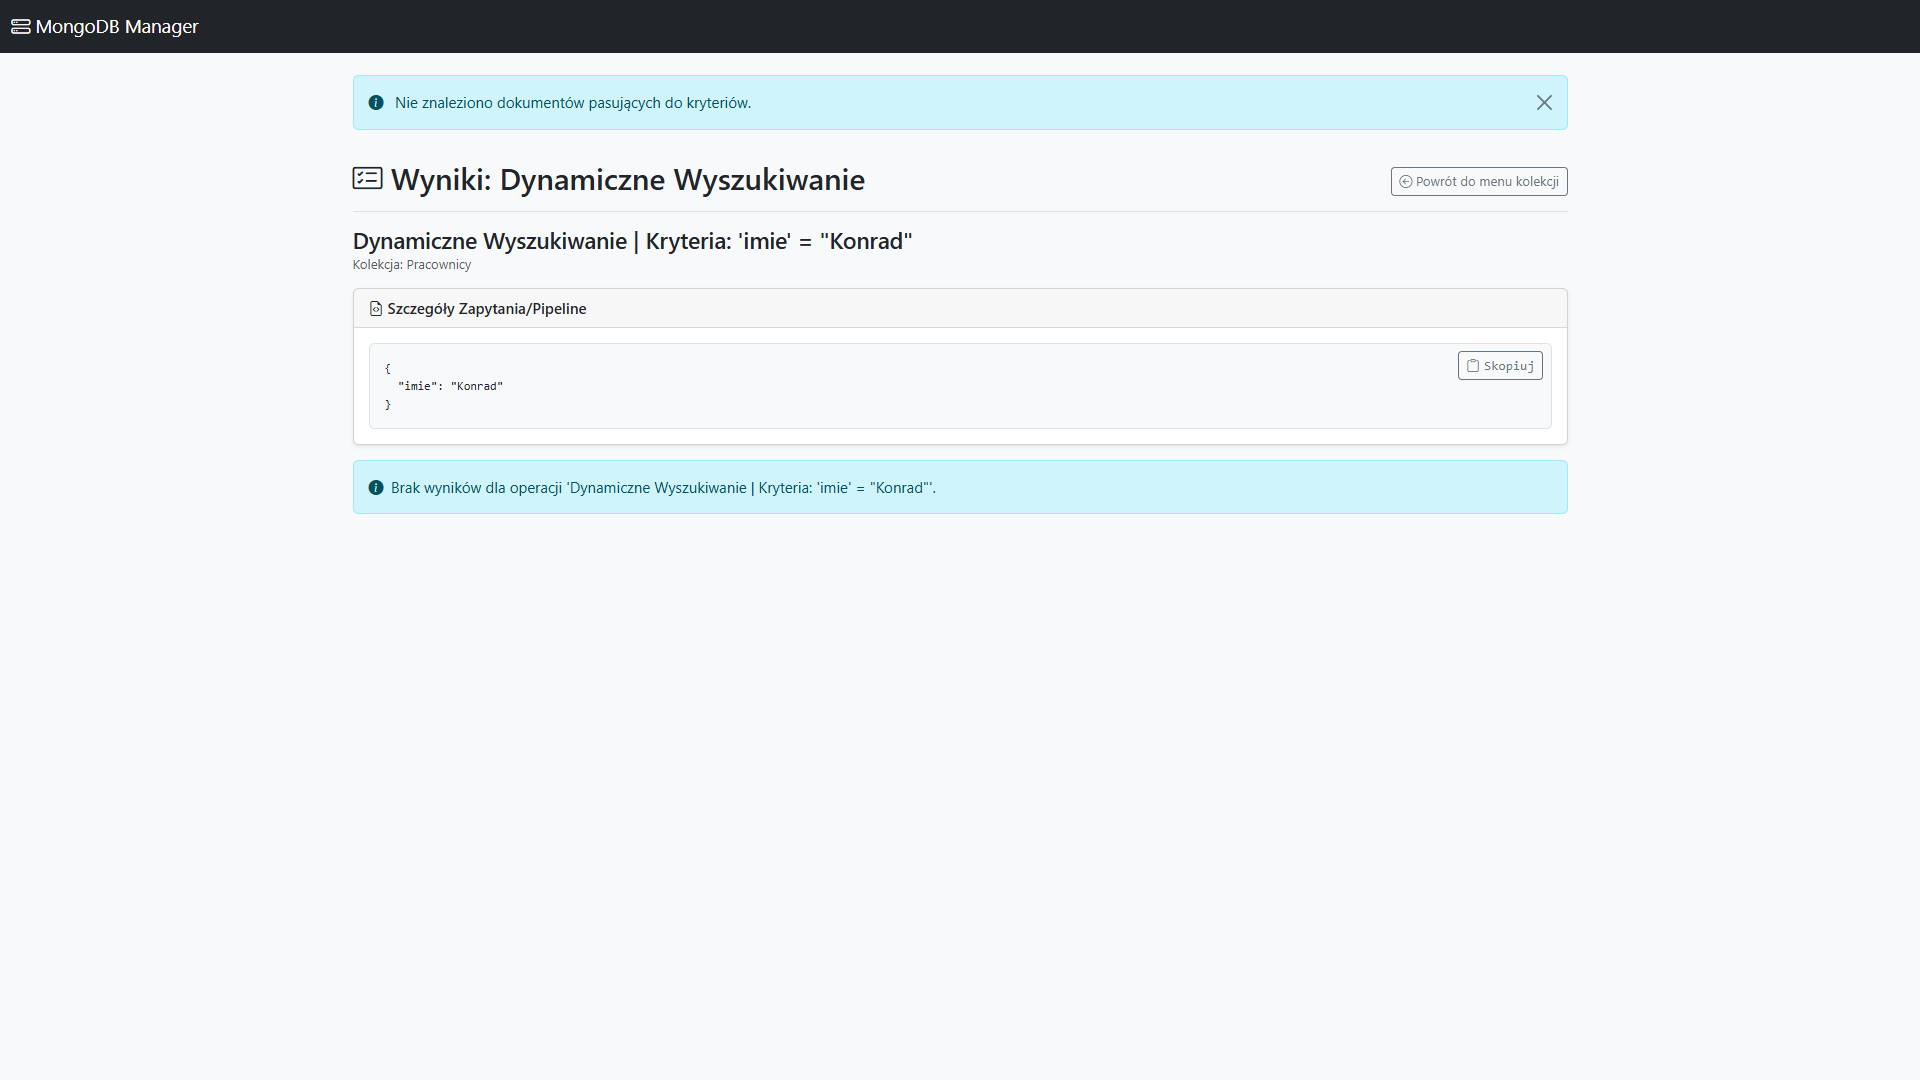 MongoDB Manager
Nie znaleziono dokumentów pasujących do kryteriów.
Wyniki: Dynamiczne Wyszukiwanie
Powrót do menu kolekcji
Dynamiczne Wyszukiwanie | Kryteria: 'imie' = "Konrad"
Kolekcja: Pracownicy
Szczegóły Zapytania/Pipeline
Skopiuj
{
  "imie": "Konrad"
}
Brak wyników dla operacji 'Dynamiczne Wyszukiwanie | Kryteria: 'imie' = "Konrad"'.